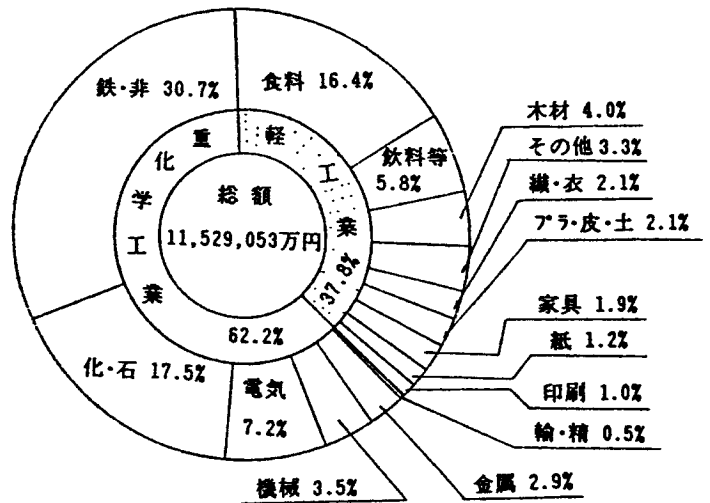 鉄・非 30.7%
食料 16.4%
飲料等
5.8%
木材 4.0%
その他 3.3%
繊・衣 2.1%
プラ・皮・土 2.1%
家具 1.9%
紙 1.2%
印刷 1.0%
輸・精 0.5%
金属 2.9%
機械 3.5%
電気
7.2%
化・石 17.5%
重化学工業
62.2%
軽工業
37.8%
総額
11,529,053万円